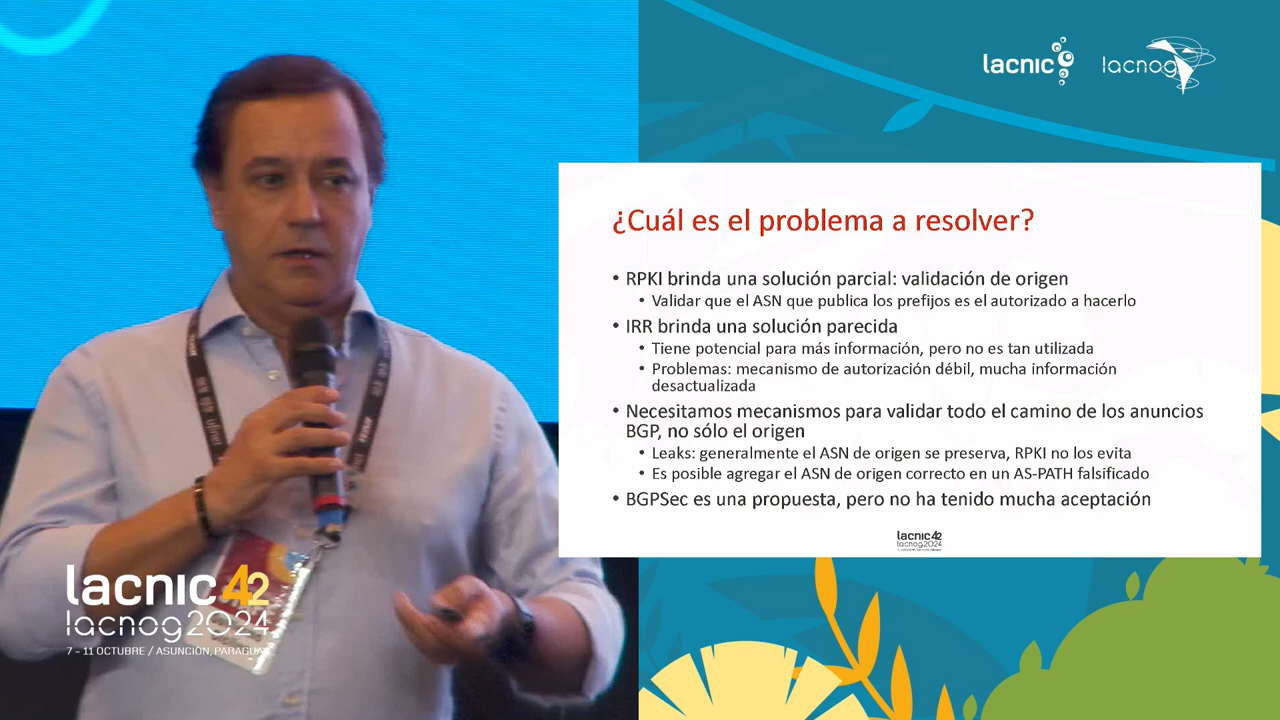 lacnic
lacnog
¿Cuál es el problema a resolver?
• RPKI brinda una solución parcial: validación de origen
• Validar que el ASN que publica los prefijos es el autorizado a hacerlo
• IRR brinda una solución parecida
• Tiene potencial para más información, pero no es tan utilizada
• Problemas: mecanismo de autorización débil, mucha información
desactualizada
• Necesitamos mecanismos para validar todo el camino de los anuncios
BGP, no sólo el origen
• Leaks: generalmente el ASN de origen se preserva, RPKI no los evita
• Es posible agregar el ASN de origen correcto en un AS-PATH falsificado
• BGPSec es una propuesta, pero no ha tenido mucha aceptación
lacnic42
lacnog2024
lacnic42
lacnog2024
7 – 11 OCTUBRE / ASUNCIÓN, PARAGUAY
ufinet